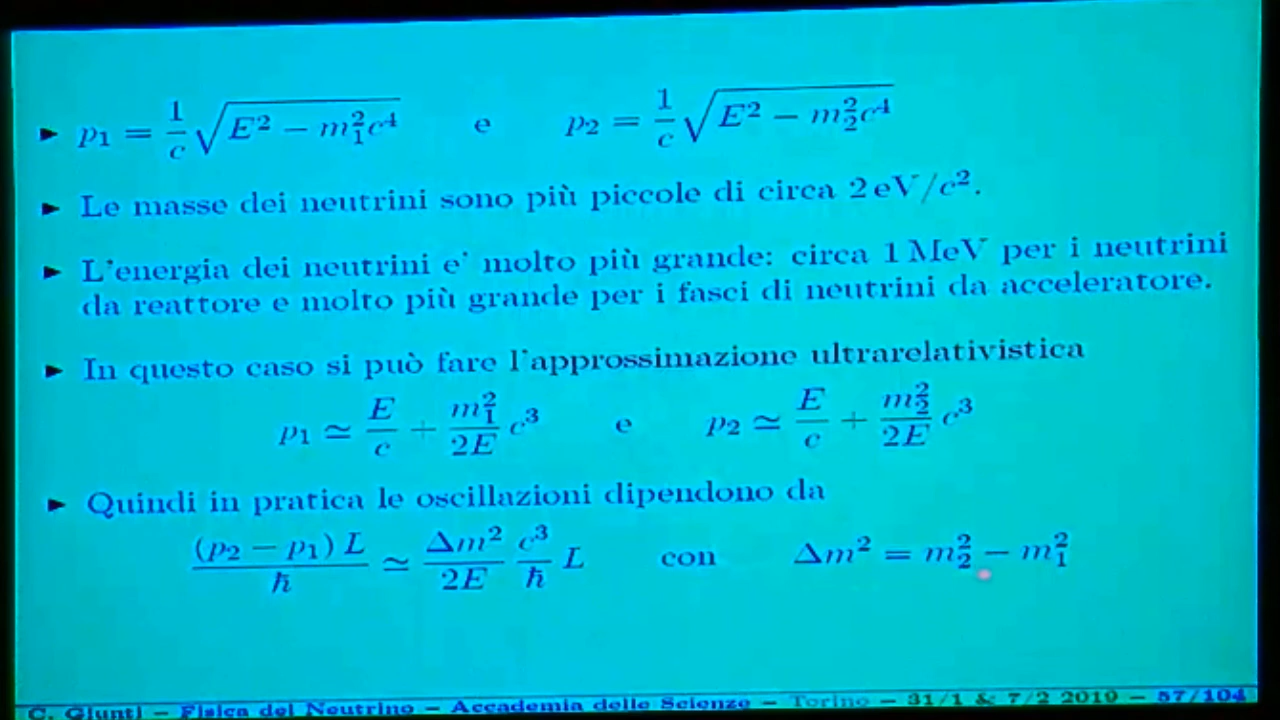 ► p₁ = 1/c √(E² − m₁²c⁴) e p₂ = 1/c √(E² − m₂²c⁴)
► Le masse dei neutrini sono più piccole di circa 2 eV/c².
► L'energia dei neutrini e' molto più grande: circa 1 MeV per i neutrini
da reattore e molto più grande per i fasci di neutrini da acceleratore.
► In questo caso si può fare l'approssimazione ultrarelativistica
p₁ ≃ E/c + m₁²/2E c³ e p₂ ≃ E/c + m₂²/2E c³
► Quindi in pratica le oscillazioni dipendono da
(p₂ − p₁) L/ℏ ≃ Δm²/2E c³/ℏ L con Δm² = m₂² − m₁²
C. Giunti − Fisica del Neutrino − Accademia delle Scienze − Torino − 31/1 & 7/2 2019 − 57/104